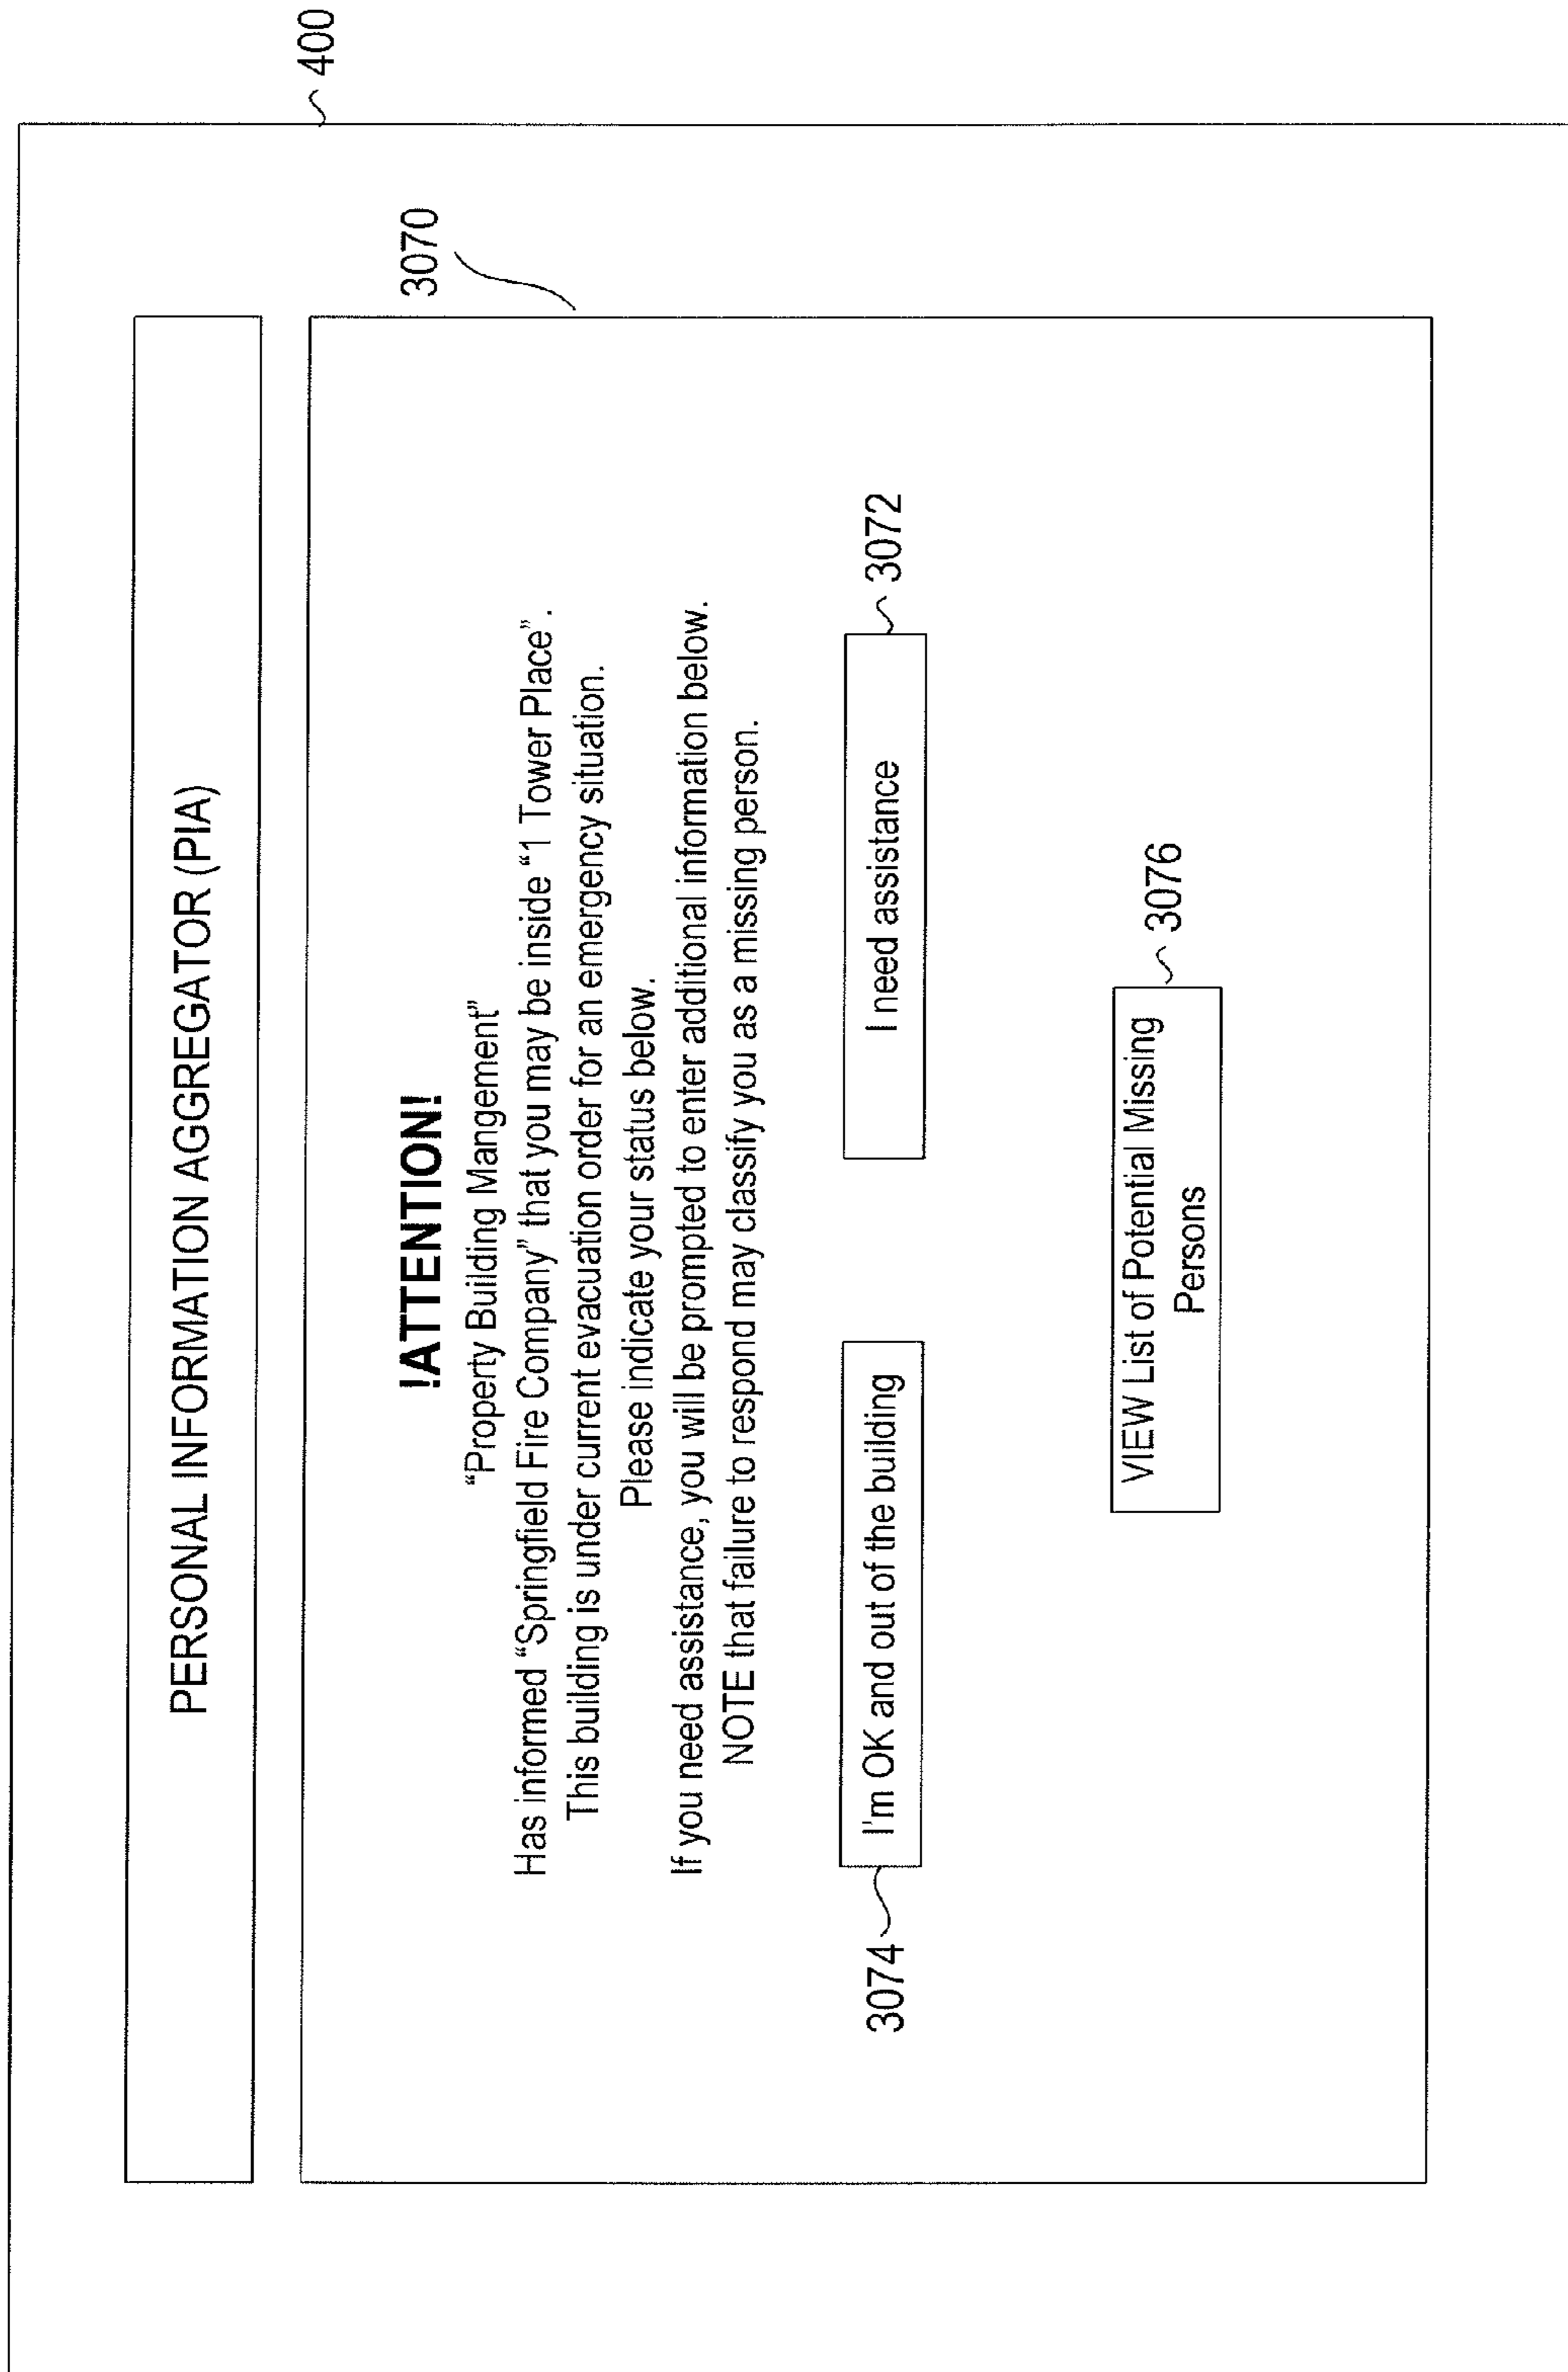 400
PERSONAL INFORMATION AGGREGATOR (PIA)
3070
!ATTENTION!
“Property Building Mangement”
Has informed “Springfield Fire Company” that you may be inside “1 Tower Place”.
This building is under current evacuation order for an emergency situation.
Please indicate your status below.
If you need assistance, you will be prompted to enter additional information below.
NOTE that failure to respond may classify you as a missing person.
3074
I'm OK and out of the building
I need assistance
3072
VIEW List of Potential Missing
Persons
3076